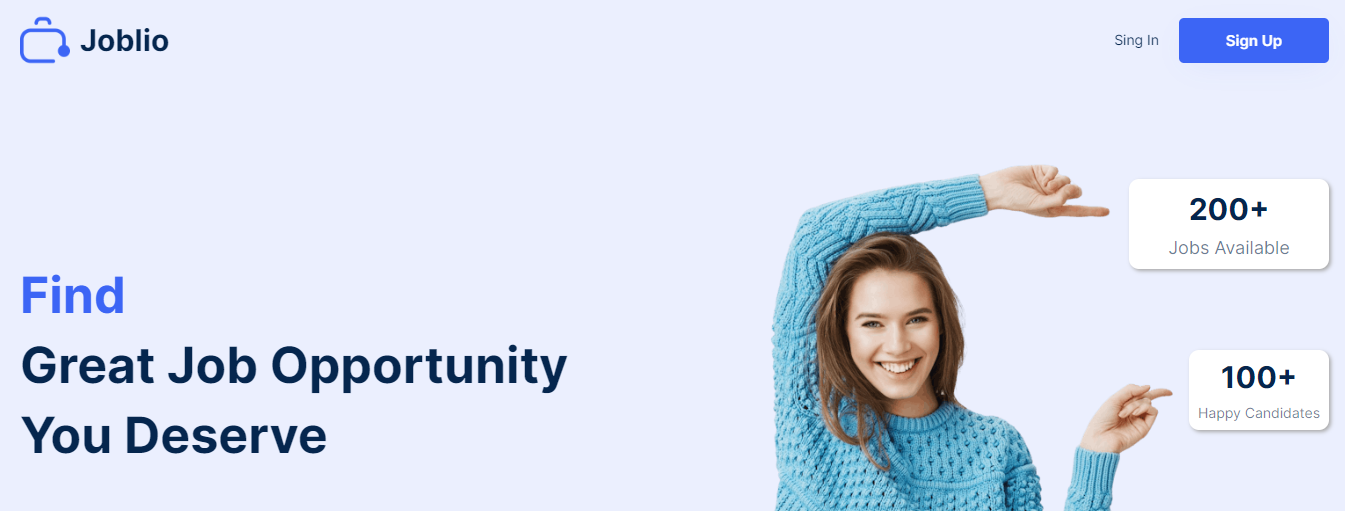 Joblio
Sing In
Sign Up
200+
Jobs Available
Find
Great Job Opportunity
You Deserve
100+
Happy Candidates